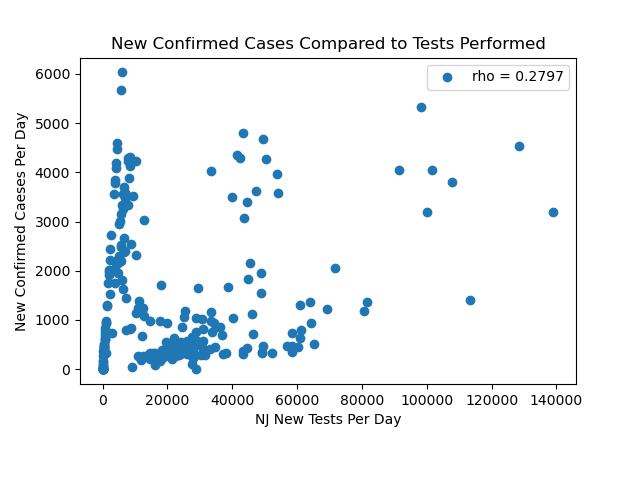 New Confirmed Cases Compared to Tests Performed
rho = 0.2797
6000
5000
4000
3000
2000
1000
0
New Confirmed Caeses Per Day
0 20000 40000 60000 80000 100000 120000 140000
NJ New Tests Per Day